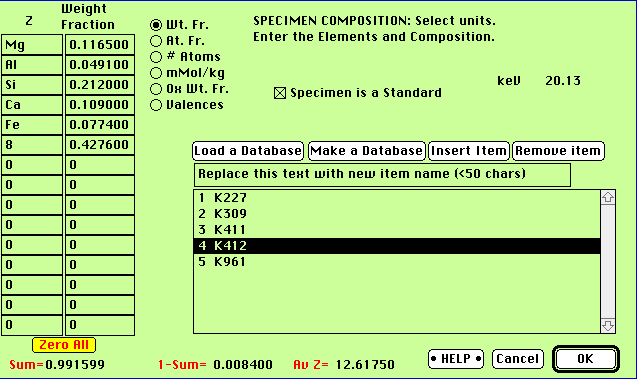 Z Weight Fraction
Mg 0.116500
Al 0.049100
Si 0.212000
Ca 0.109000
Fe 0.077400
8 0.427600
0 0
0 0
0 0
0 0
0 0
0 0
0 0
0 0
0 0
Zero All
Wt. Fr.
At. Fr.
# Atoms
mMol/kg
Ox Wt. Fr.
Valences
SPECIMEN COMPOSITION: Select units.
Enter the Elements and Composition.
Specimen is a Standard
keV 20.13
Load a Database Make a Database Insert Item Remove item
Replace this text with new item name (<50 chars)
1 K227
2 K309
3 K411
4 K412
5 K961
Sum=0.991599 1-Sum= 0.008400 Av Z= 12.61750
• HELP • Cancel OK